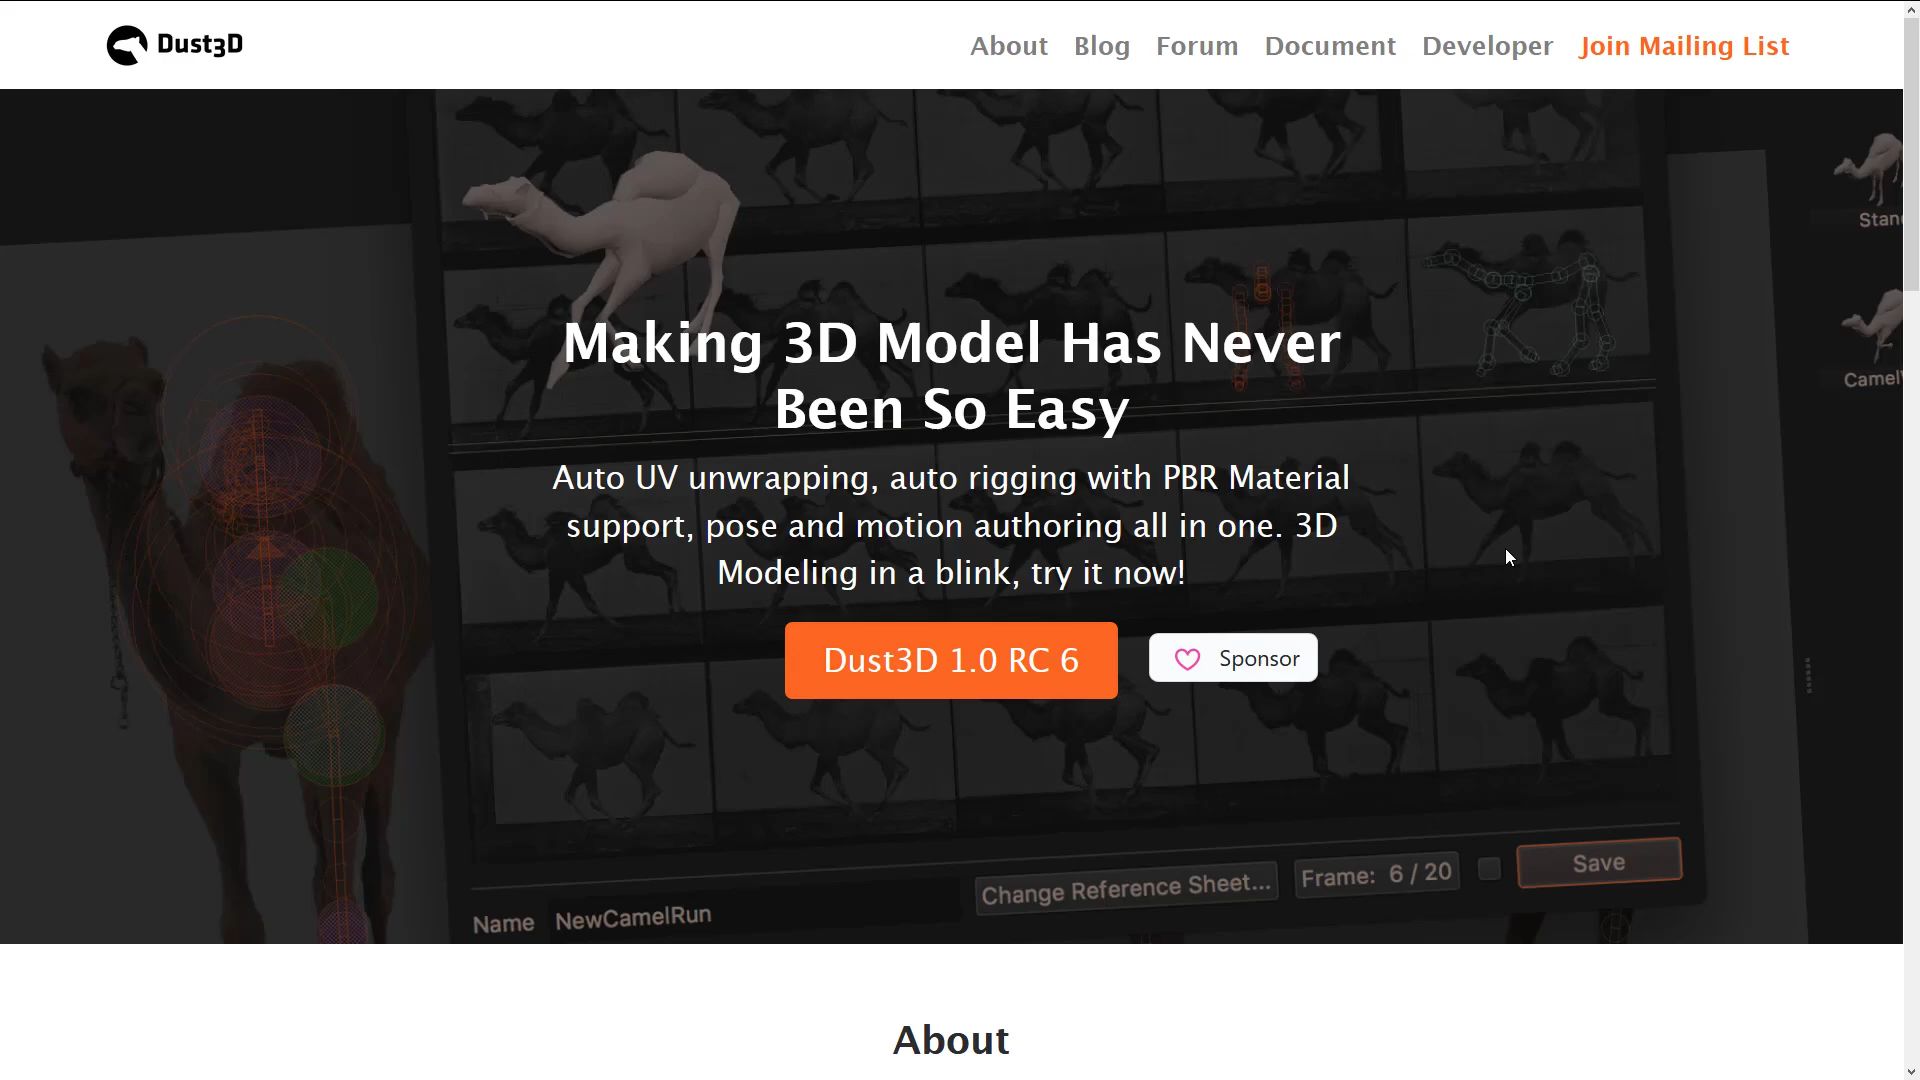 Dust3D
About Blog Forum Document Developer Join Mailing List
Making 3D Model Has Never
Been So Easy
Auto UV unwrapping, auto rigging with PBR Material
support, pose and motion authoring all in one. 3D
Modeling in a blink, try it now!
Dust3D 1.0 RC 6
Sponsor
Stan
Camel
Name NewCamelRun
Change Reference Sheet...
Frame: 6 / 20
Save
About